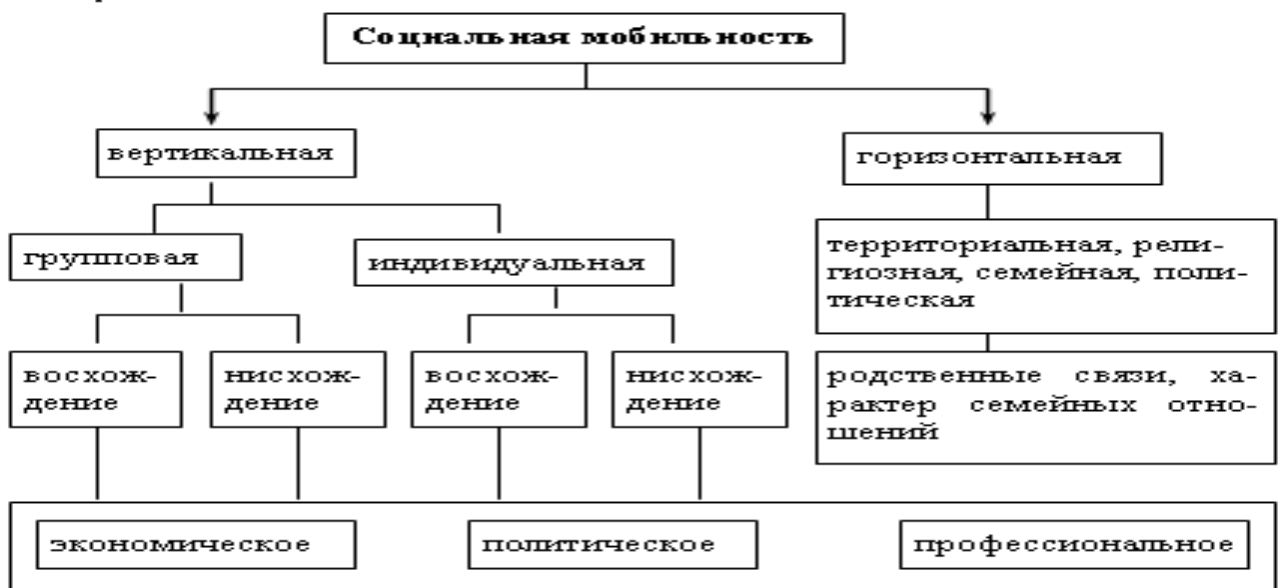 Социальная мобильность
вертикальная
горизонтальная
групповая
индивидуальная
территориальная, рели-
гиозная, семейная, поли-
тическая
восхож-
дение
нисхож-
дение
восхож-
дение
нисхож-
дение
родственные связи, ха-
рактер семейных отно-
шений
экономическое
политическое
профессиональное